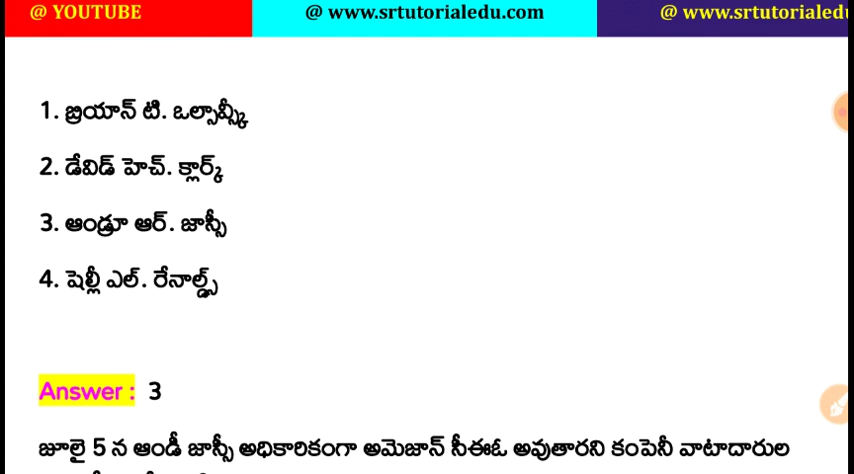 @ YOUTUBE @ www.srtutorialedu.com @ www.srtutorialedu
1. బ్రియాన్ టి. ఒల్సావ్స్కీ
2. డేవిడ్ హెచ్. క్లార్క్
3. ఆండ్రూ ఆర్. జాస్సీ
4. షెల్లీ ఎల్. రేనాల్డ్స్
Answer : 3
జూలై 5 న ఆండీ జాస్సీ అధికారికంగా అమెజాన్ సీఈఓ అవుతారని కంపెనీ వాటాదారుల